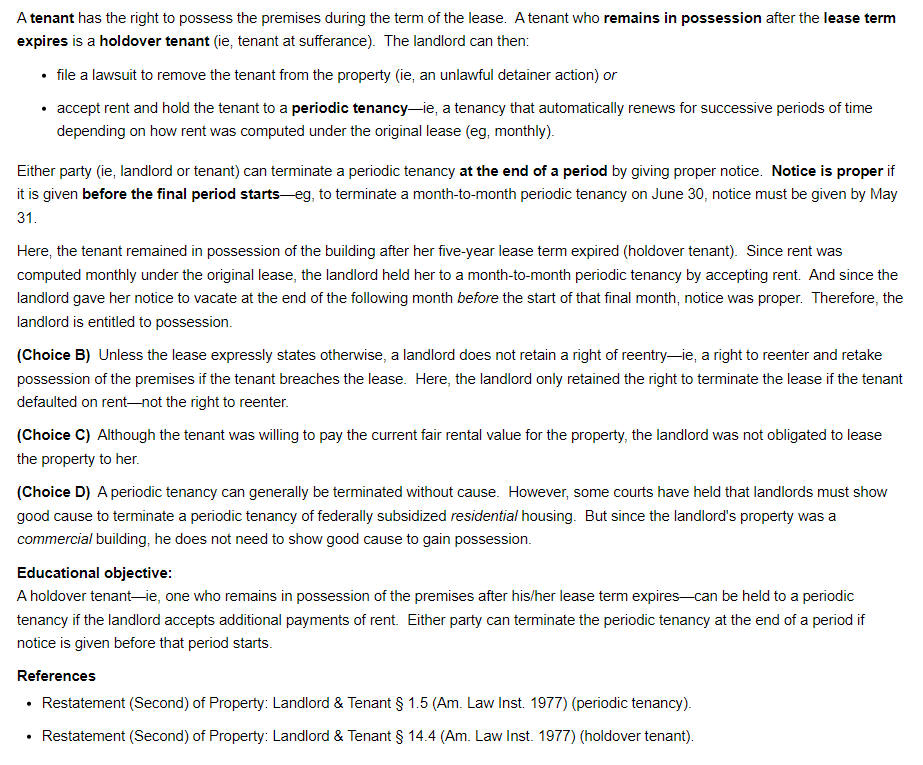 A tenant has the right to possess the premises during the term of the lease. A tenant who remains in possession after the lease term
expires is a holdover tenant (ie, tenant at sufferance). The landlord can then:
• file a lawsuit to remove the tenant from the property (ie, an unlawful detainer action) or
• accept rent and hold the tenant to a periodic tenancy—ie, a tenancy that automatically renews for successive periods of time
depending on how rent was computed under the original lease (eg, monthly).
Either party (ie, landlord or tenant) can terminate a periodic tenancy at the end of a period by giving proper notice. Notice is proper if
it is given before the final period starts—eg, to terminate a month-to-month periodic tenancy on June 30, notice must be given by May
31.
Here, the tenant remained in possession of the building after her five-year lease term expired (holdover tenant). Since rent was
computed monthly under the original lease, the landlord held her to a month-to-month periodic tenancy by accepting rent. And since the
landlord gave her notice to vacate at the end of the following month before the start of that final month, notice was proper. Therefore, the
landlord is entitled to possession.
(Choice B) Unless the lease expressly states otherwise, a landlord does not retain a right of reentry—ie, a right to reenter and retake
possession of the premises if the tenant breaches the lease. Here, the landlord only retained the right to terminate the lease if the tenant
defaulted on rent—not the right to reenter.
(Choice C) Although the tenant was willing to pay the current fair rental value for the property, the landlord was not obligated to lease
the property to her.
(Choice D) A periodic tenancy can generally be terminated without cause. However, some courts have held that landlords must show
good cause to terminate a periodic tenancy of federally subsidized residential housing. But since the landlord's property was a
commercial building, he does not need to show good cause to gain possession.
Educational objective:
A holdover tenant—ie, one who remains in possession of the premises after his/her lease term expires—can be held to a periodic
tenancy if the landlord accepts additional payments of rent. Either party can terminate the periodic tenancy at the end of a period if
notice is given before that period starts.
References
• Restatement (Second) of Property: Landlord & Tenant § 1.5 (Am. Law Inst. 1977) (periodic tenancy).
• Restatement (Second) of Property: Landlord & Tenant § 14.4 (Am. Law Inst. 1977) (holdover tenant).